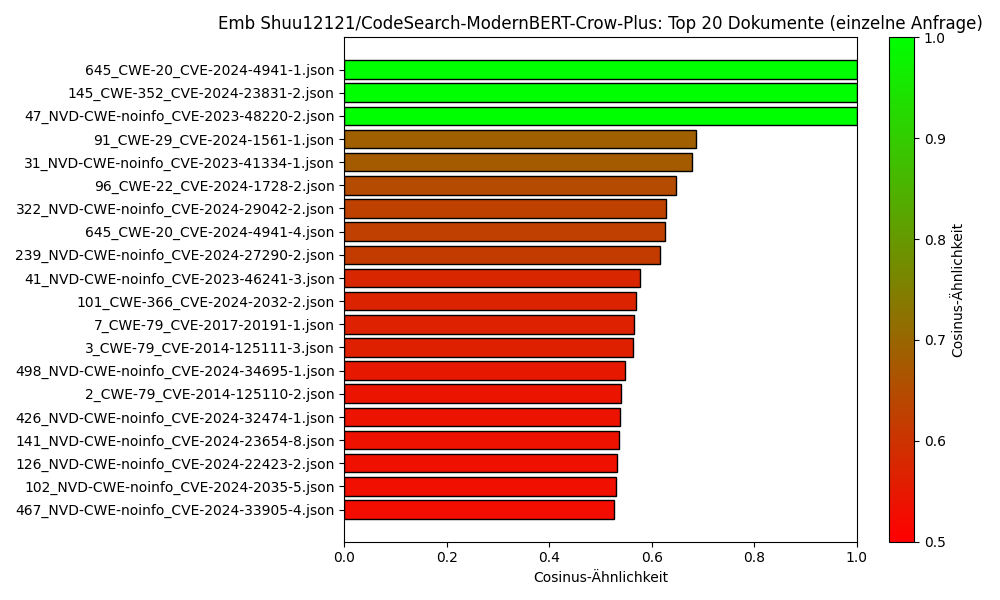 Emb Shuu12121/CodeSearch-ModernBERT-Crow-Plus: Top 20 Dokumente (einzelne Anfrage)
645_CWE-20_CVE-2024-4941-1.json
145_CWE-352_CVE-2024-23831-2.json
47_NVD-CWE-noinfo_CVE-2023-48220-2.json
91_CWE-29_CVE-2024-1561-1.json
31_NVD-CWE-noinfo_CVE-2023-41334-1.json
96_CWE-22_CVE-2024-1728-2.json
322_NVD-CWE-noinfo_CVE-2024-29042-2.json
645_CWE-20_CVE-2024-4941-4.json
239_NVD-CWE-noinfo_CVE-2024-27290-2.json
41_NVD-CWE-noinfo_CVE-2023-46241-3.json
101_CWE-366_CVE-2024-2032-2.json
7_CWE-79_CVE-2017-20191-1.json
3_CWE-79_CVE-2014-125111-3.json
498_NVD-CWE-noinfo_CVE-2024-34695-1.json
2_CWE-79_CVE-2014-125110-2.json
426_NVD-CWE-noinfo_CVE-2024-32474-1.json
141_NVD-CWE-noinfo_CVE-2024-23654-8.json
126_NVD-CWE-noinfo_CVE-2024-22423-2.json
102_NVD-CWE-noinfo_CVE-2024-2035-5.json
467_NVD-CWE-noinfo_CVE-2024-33905-4.json
0.0 0.2 0.4 0.6 0.8 1.0
Cosinus-Ähnlichkeit
1.0
0.9
0.8
0.7
0.6
0.5
Cosinus-Ähnlichkeit